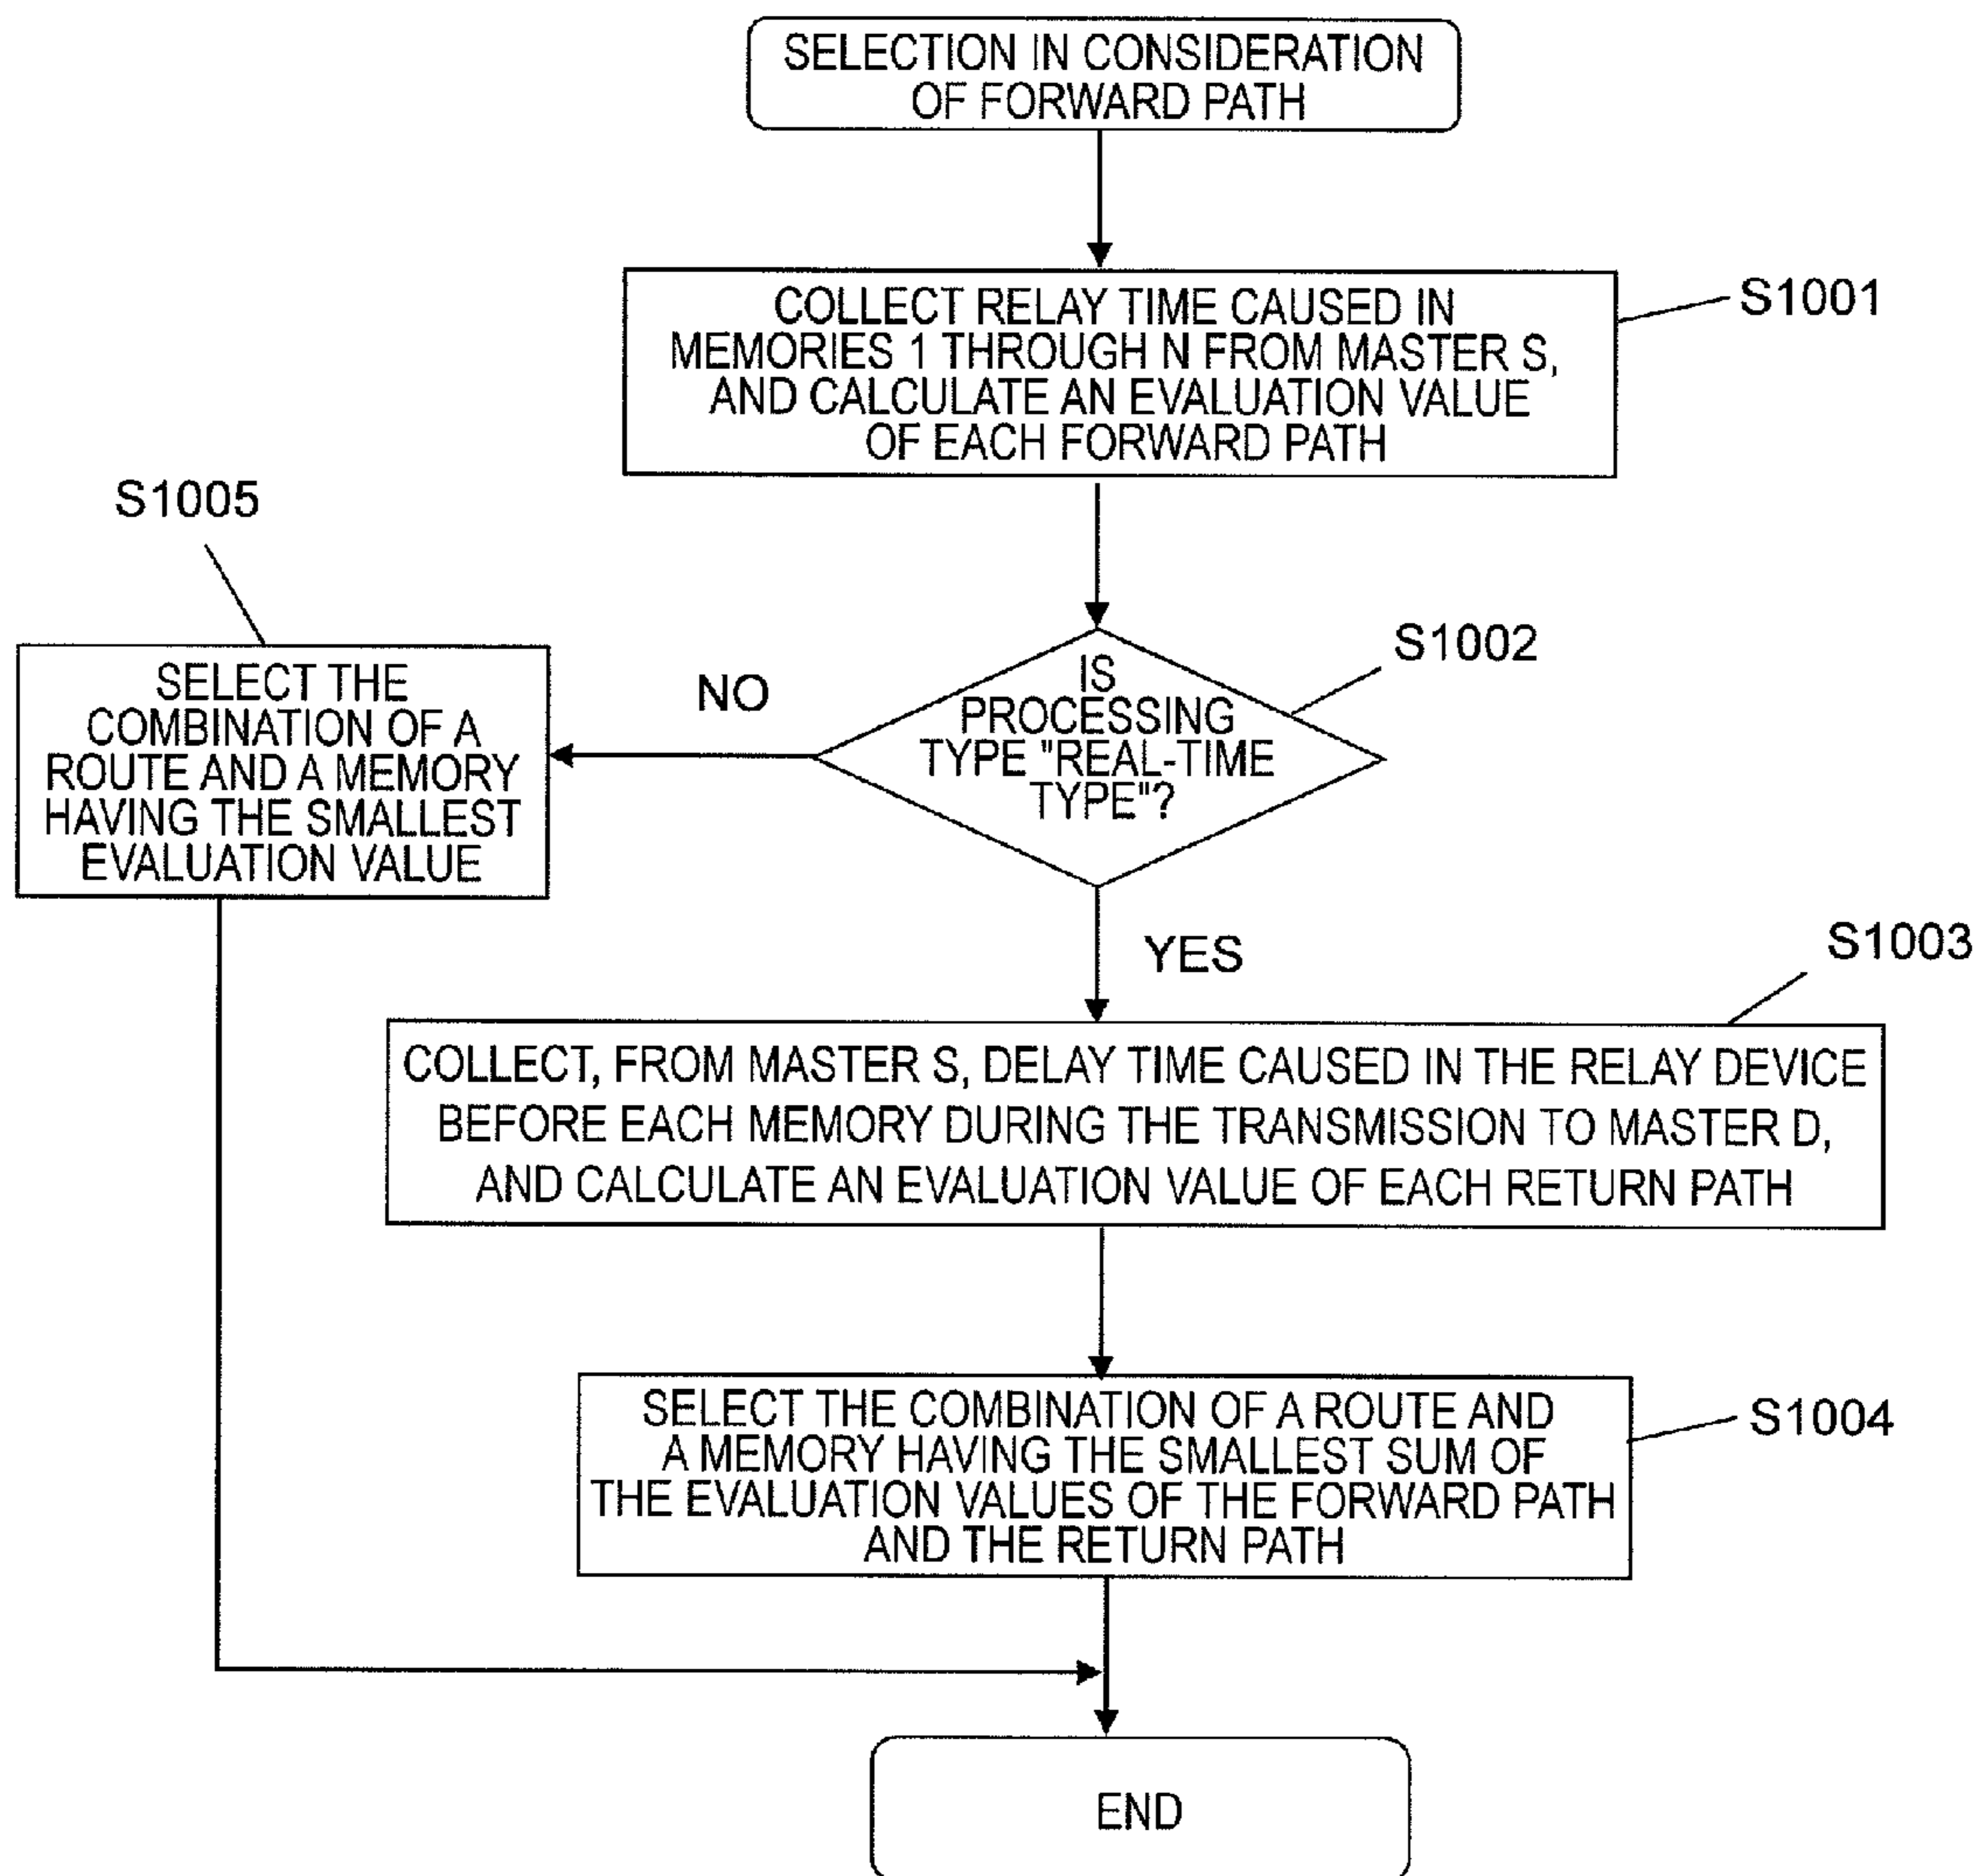 SELECTION IN CONSIDERATION
OF FORWARD PATH
COLLECT RELAY TIME CAUSED IN
MEMORIES 1 THROUGH N FROM MASTER S,
AND CALCULATE AN EVALUATION VALUE
OF EACH FORWARD PATH
S1001
S1005
SELECT THE
COMBINATION OF A
ROUTE AND A MEMORY
HAVING THE SMALLEST
EVALUATION VALUE
NO
IS
PROCESSING
TYPE "REAL-TIME
TYPE"?
S1002
YES
S1003
COLLECT, FROM MASTER S, DELAY TIME CAUSED IN THE RELAY DEVICE
BEFORE EACH MEMORY DURING THE TRANSMISSION TO MASTER D,
AND CALCULATE AN EVALUATION VALUE OF EACH RETURN PATH
SELECT THE COMBINATION OF A ROUTE AND
A MEMORY HAVING THE SMALLEST SUM OF
THE EVALUATION VALUES OF THE FORWARD PATH
AND THE RETURN PATH
S1004
END